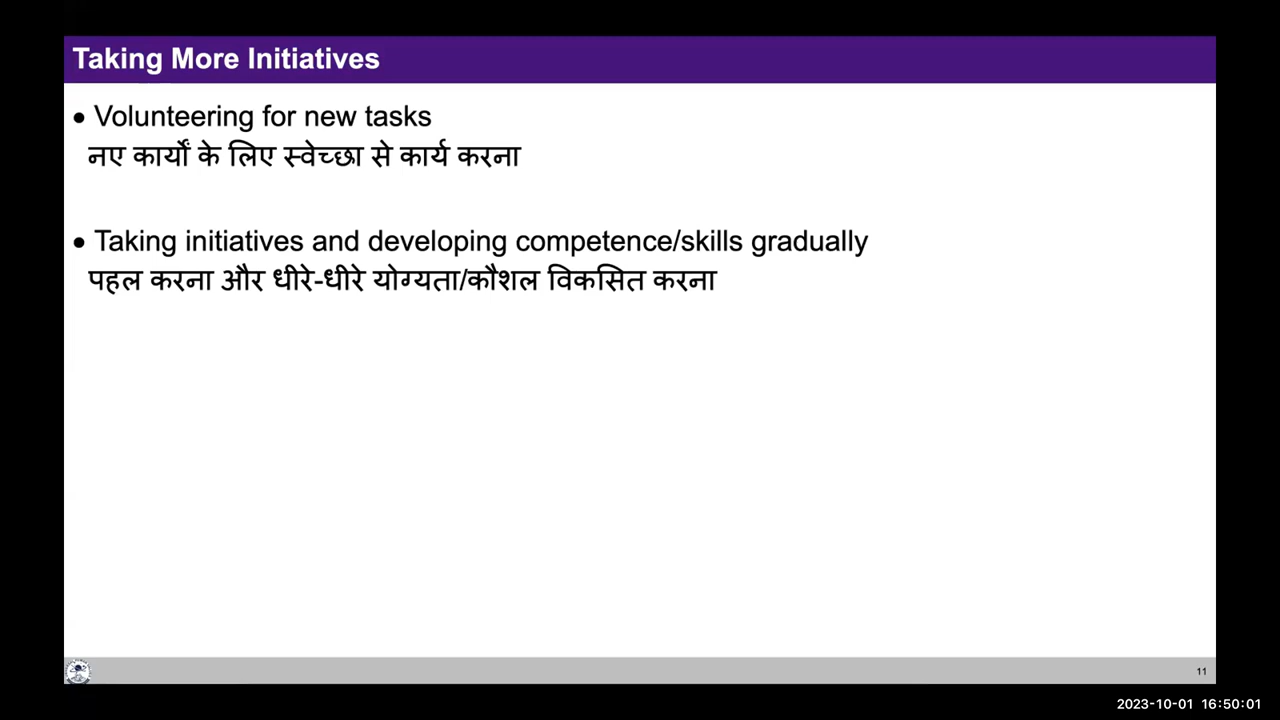 Taking More Initiatives
● Volunteering for new tasks
नए कार्यों के लिए स्वेच्छा से कार्य करना
● Taking initiatives and developing competence/skills gradually
पहल करना और धीरे-धीरे योग्यता/कौशल विकसित करना
11
2023-10-01 16:50:01